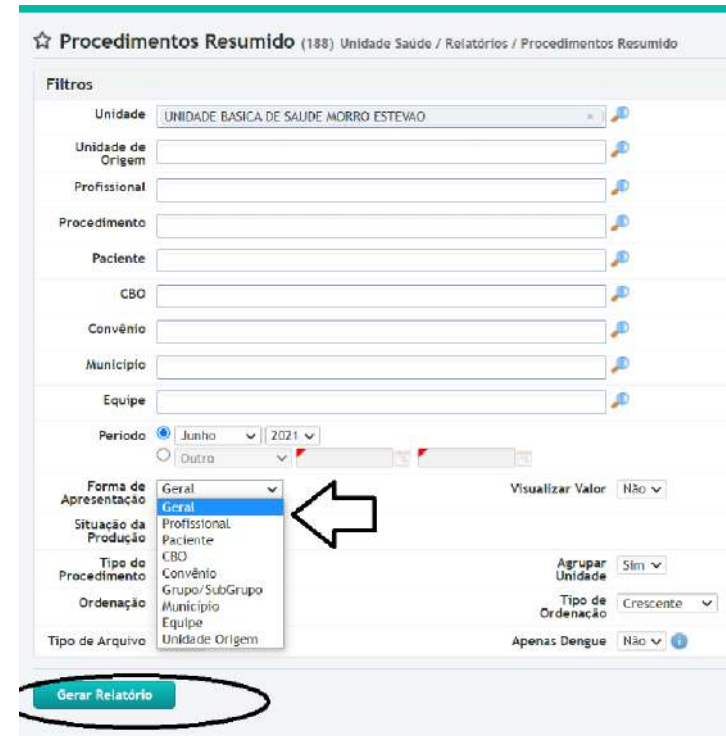 Procedimentos Resumido (188) Unidade Saúde / Relatórios / Procedimentos Resumido
Filtros
Unidade UNIDADE BASICA DE SAUDE MORRO ESTEVAO ×
Unidade de
Origem
Profissional
Procedimento
Paciente
CBO
Convênio
Município
Equipe
Periodo Junho 2021
Outro
Forma de
Apresentação
Geral
Visualizar Valor Não
Geral
Profissional
Paciente
CBO
Convênio
Grupo/SubGrupo
Município
Equipe
Unidade Origem
Situação da
Produção
Tipo do
Procedimento
Agrupar
Unidade
Sim
Ordenação
Tipo de
Ordenação
Crescente
Tipo de Arquivo
Apenas Dengue Não
Gerar Relatório